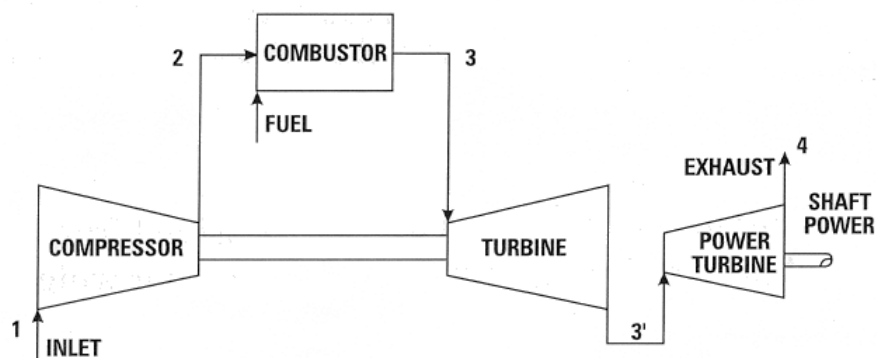 2
COMBUSTOR
3
FUEL
4
EXHAUST
SHAFT
POWER
COMPRESSOR
TURBINE
POWER
TURBINE
1
INLET
3'